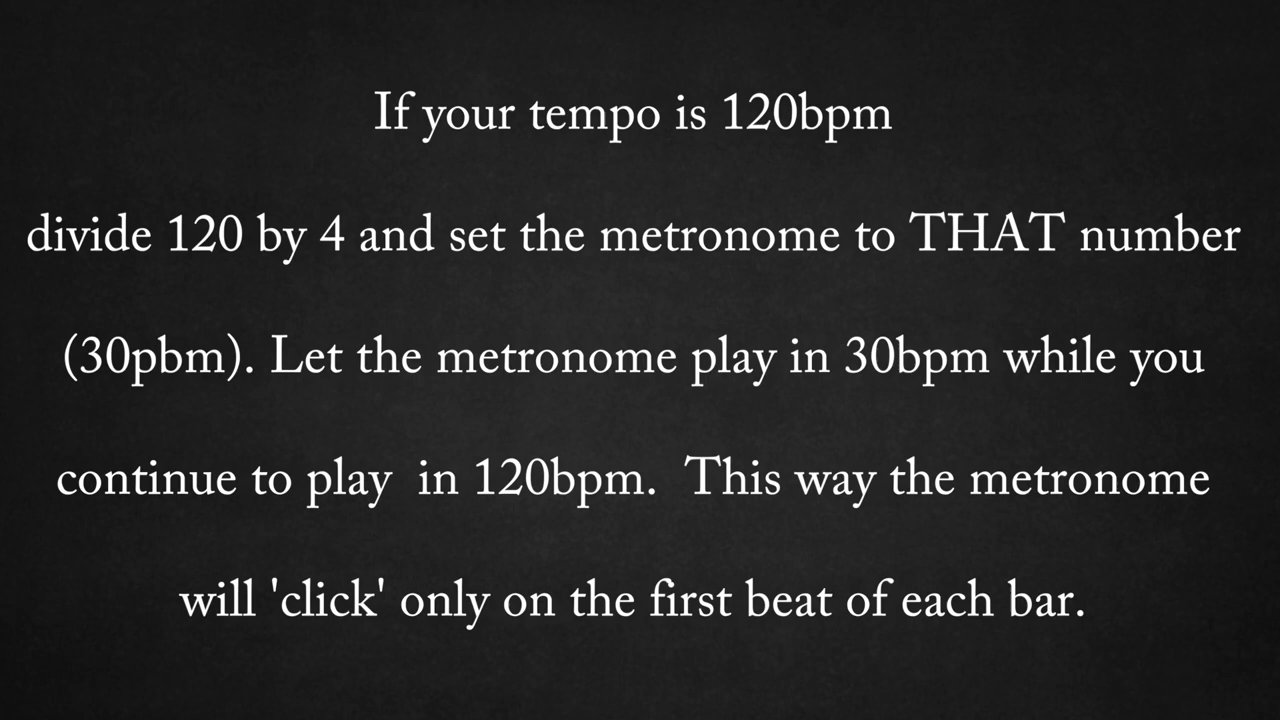 If your tempo is 120bpm
divide 120 by 4 and set the metronome to THAT number
(30pbm). Let the metronome play in 30bpm while you
continue to play  in 120bpm.  This way the metronome
will 'click' only on the first beat of each bar.